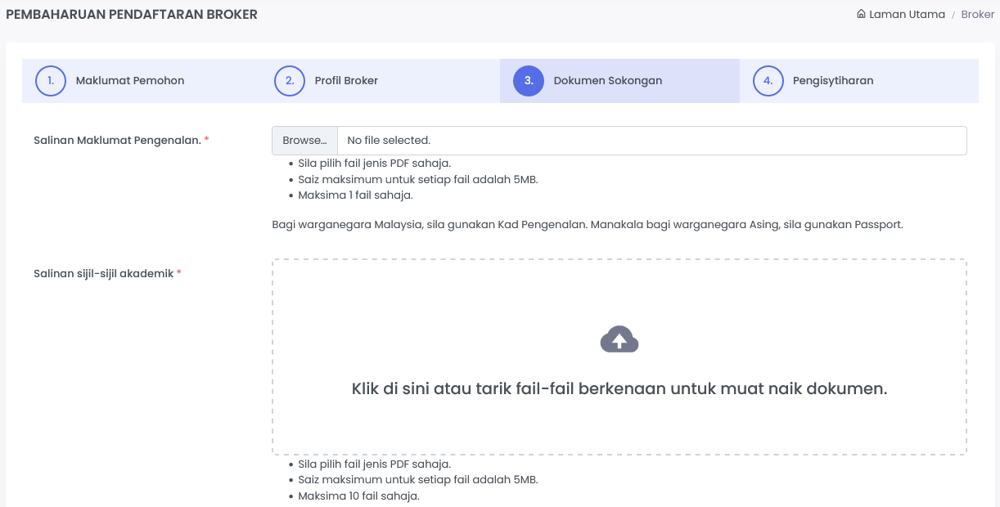 PEMBAHARUAN PENDAFTARAN BROKER
Laman Utama / Broker
1. Maklumat Pemohon
2. Profil Broker
3. Dokumen Sokongan
4. Pengisytiharan
Salinan Maklumat Pengenalan. *
Browse... No file selected.
• Sila pilih fail jenis PDF sahaja.
• Saiz maksimum untuk setiap fail adalah 5MB.
• Maksima 1 fail sahaja.
Bagi warganegara Malaysia, sila gunakan Kad Pengenalan. Manakala bagi warganegara Asing, sila gunakan Passport.
Salinan sijil-sijil akademik *
Klik di sini atau tarik fail-fail berkenaan untuk muat naik dokumen.
• Sila pilih fail jenis PDF sahaja.
• Saiz maksimum untuk setiap fail adalah 5MB.
• Maksima 10 fail sahaja.